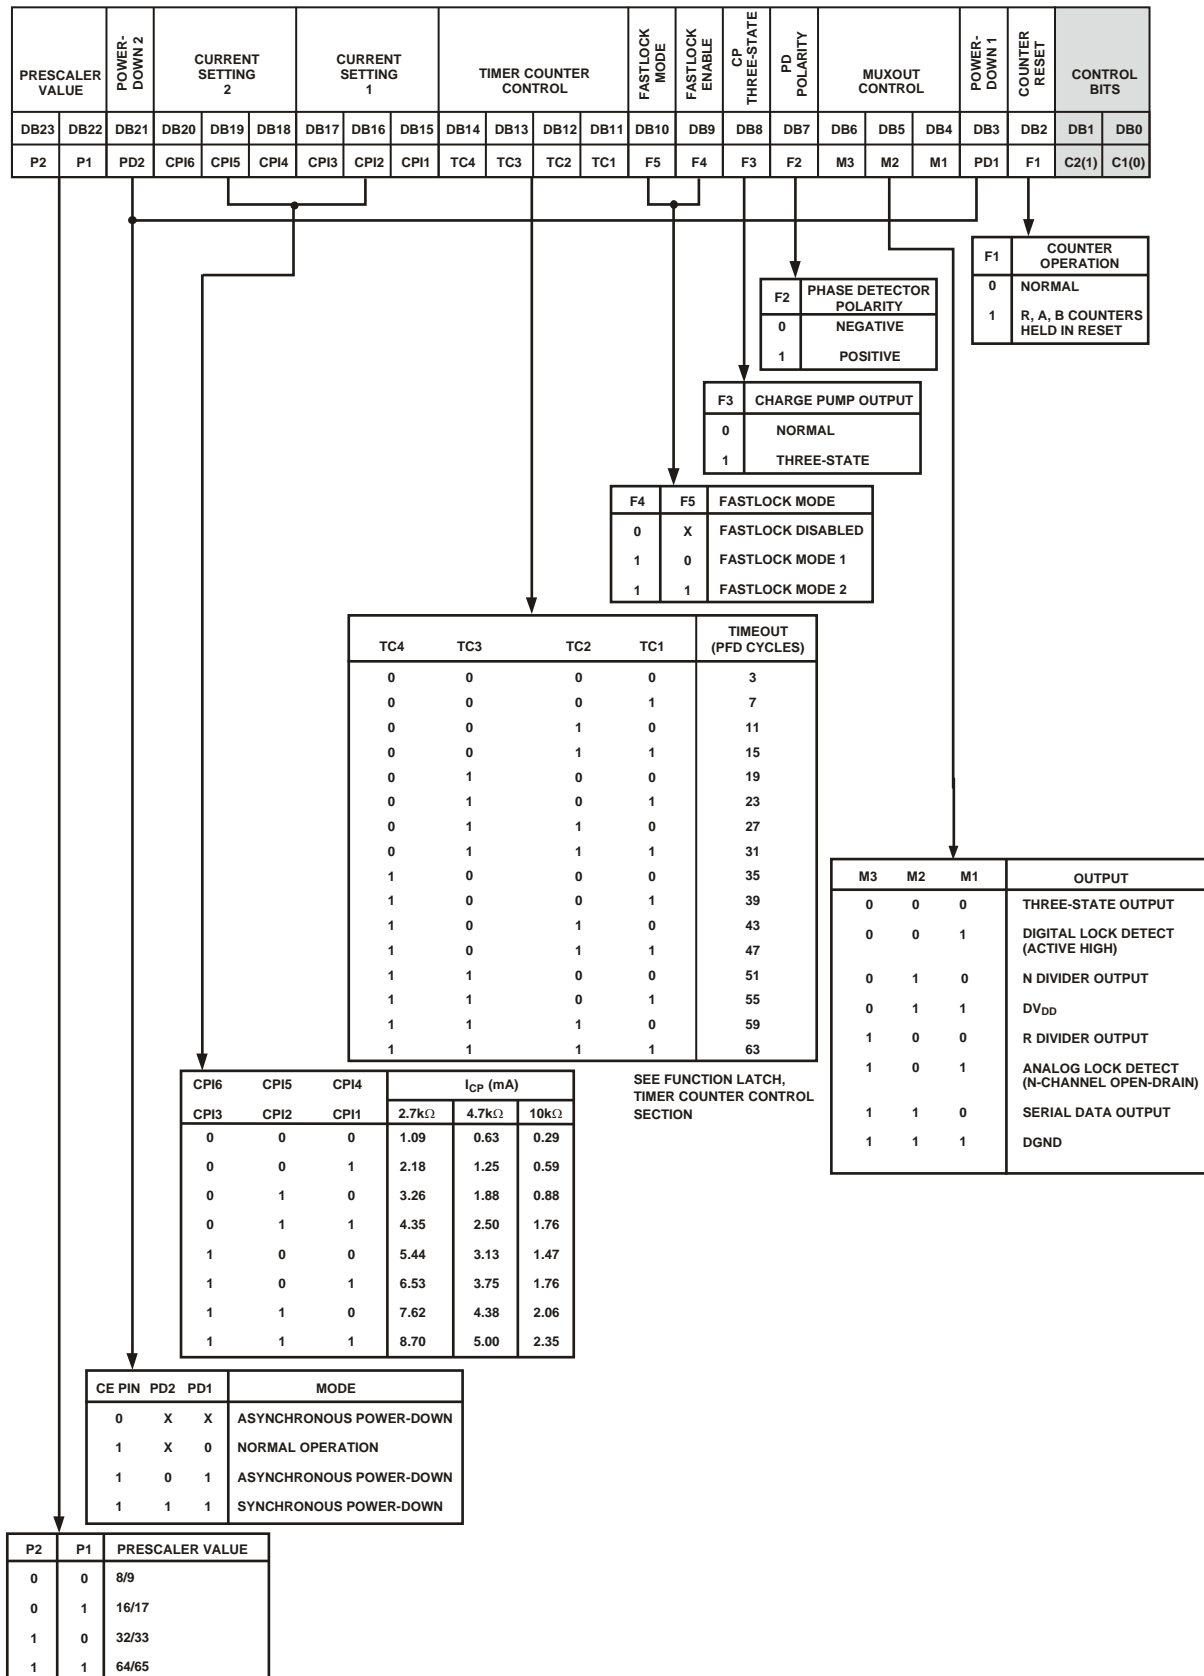 PRESCALER VALUE
POWER-DOWN 2
CURRENT SETTING 2
CURRENT SETTING 1
TIMER COUNTER CONTROL
FASTLOCK MODE
FASTLOCK ENABLE
CP THREE-STATE
PD POLARITY
MUXOUT CONTROL
POWER-DOWN 1
COUNTER RESET
CONTROL BITS
DB23 DB22 DB21 DB20 DB19 DB18 DB17 DB16 DB15 DB14 DB13 DB12 DB11 DB10 DB9 DB8 DB7 DB6 DB5 DB4 DB3 DB2 DB1 DB0
P2 P1 PD2 CPI6 CPI5 CPI4 CPI3 CPI2 CPI1 TC4 TC3 TC2 TC1 F5 F4 F3 F2 M3 M2 M1 PD1 F1 C2(1) C1(0)
F1 COUNTER OPERATION
0 NORMAL
1 R, A, B COUNTERS HELD IN RESET
F2 PHASE DETECTOR POLARITY
0 NEGATIVE
1 POSITIVE
F3 CHARGE PUMP OUTPUT
0 NORMAL
1 THREE-STATE
F4 F5 FASTLOCK MODE
0 X FASTLOCK DISABLED
1 0 FASTLOCK MODE 1
1 1 FASTLOCK MODE 2
TC4 TC3 TC2 TC1 TIMEOUT (PFD CYCLES)
0 0 0 0 3
0 0 0 1 7
0 0 1 0 11
0 0 1 1 15
0 1 0 0 19
0 1 0 1 23
0 1 1 0 27
0 1 1 1 31
1 0 0 0 35
1 0 0 1 39
1 0 1 0 43
1 0 1 1 47
1 1 0 0 51
1 1 0 1 55
1 1 1 0 59
1 1 1 1 63
SEE FUNCTION LATCH,
TIMER COUNTER CONTROL
SECTION
M3 M2 M1 OUTPUT
0 0 0 THREE-STATE OUTPUT
0 0 1 DIGITAL LOCK DETECT (ACTIVE HIGH)
0 1 0 N DIVIDER OUTPUT
0 1 1 DVDD
1 0 0 R DIVIDER OUTPUT
1 0 1 ANALOG LOCK DETECT (N-CHANNEL OPEN-DRAIN)
1 1 0 SERIAL DATA OUTPUT
1 1 1 DGND
CPI6 CPI5 CPI4 ICP (mA)
CPI3 CPI2 CPI1 2.7kΩ 4.7kΩ 10kΩ
0 0 0 1.09 0.63 0.29
0 0 1 2.18 1.25 0.59
0 1 0 3.26 1.88 0.88
0 1 1 4.35 2.50 1.76
1 0 0 5.44 3.13 1.47
1 0 1 6.53 3.75 1.76
1 1 0 7.62 4.38 2.06
1 1 1 8.70 5.00 2.35
CE PIN PD2 PD1 MODE
0 X X ASYNCHRONOUS POWER-DOWN
1 X 0 NORMAL OPERATION
1 0 1 ASYNCHRONOUS POWER-DOWN
1 1 1 SYNCHRONOUS POWER-DOWN
P2 P1 PRESCALER VALUE
0 0 8/9
0 1 16/17
1 0 32/33
1 1 64/65